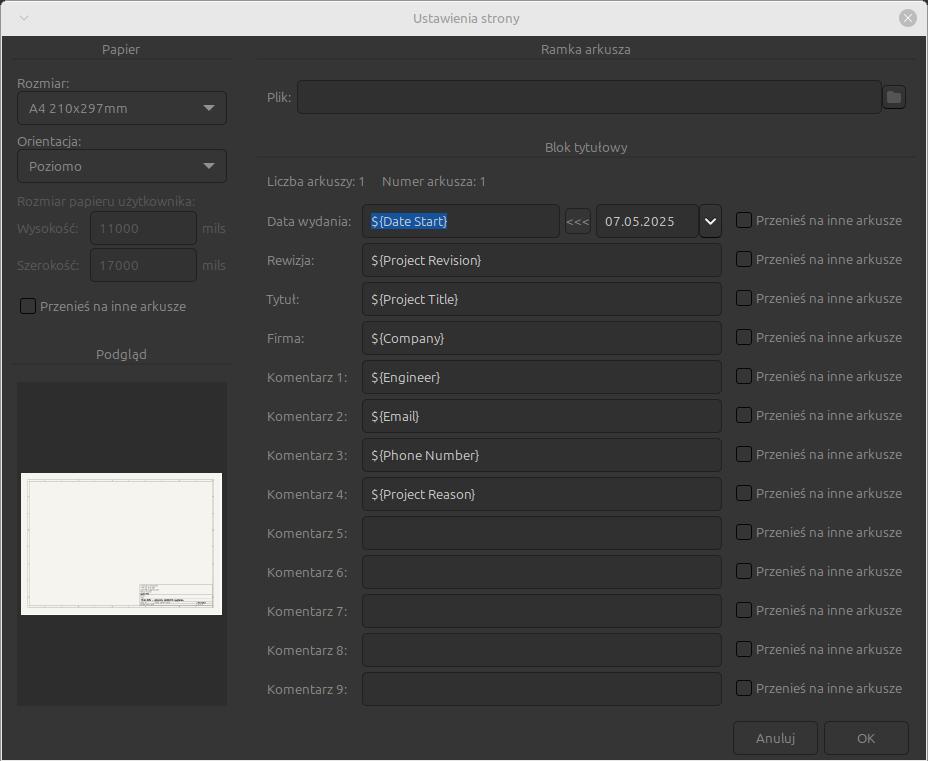 Ustawienia strony
Papier
Rozmiar:
A4 210x297mm
Orientacja:
Poziomo
Rozmiar papieru użytkownika:
Wysokość: 11000 mils
Szerokość: 17000 mils
Przenieś na inne arkusze
Podgląd
Ramka arkusza
Plik:
Blok tytułowy
Liczba arkuszy: 1 Numer arkusza: 1
Data wydania: ${Date Start} <<< 07.05.2025 Przenieś na inne arkusze
Rewizja: ${Project Revision} Przenieś na inne arkusze
Tytuł: ${Project Title} Przenieś na inne arkusze
Firma: ${Company} Przenieś na inne arkusze
Komentarz 1: ${Engineer} Przenieś na inne arkusze
Komentarz 2: ${Email} Przenieś na inne arkusze
Komentarz 3: ${Phone Number} Przenieś na inne arkusze
Komentarz 4: ${Project Reason} Przenieś na inne arkusze
Komentarz 5: Przenieś na inne arkusze
Komentarz 6: Przenieś na inne arkusze
Komentarz 7: Przenieś na inne arkusze
Komentarz 8: Przenieś na inne arkusze
Komentarz 9: Przenieś na inne arkusze
Anuluj OK